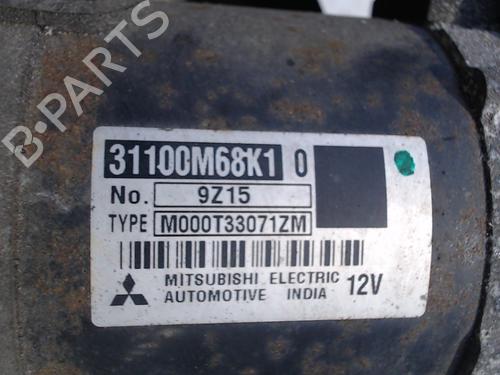 B-PARTS
31100M68K1 0
No. 9Z15
TYPE M000T33071ZM
MITSUBISHI ELECTRIC
AUTOMOTIVE INDIA 12V